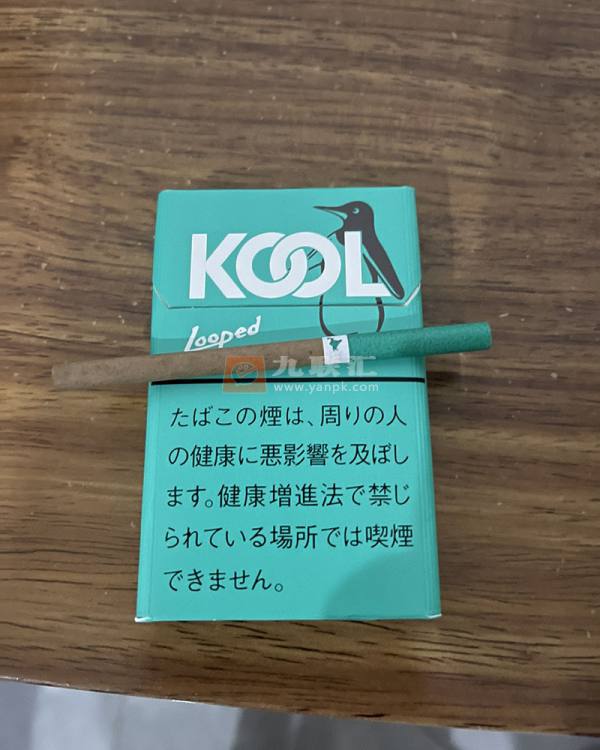 KOOL
Looped
九联汇
www.yanpk.com
たばこの煙は、周りの人
の健康に悪影響を及ぼし
ます。健康増進法で禁じ
られている場所では喫煙
できません。